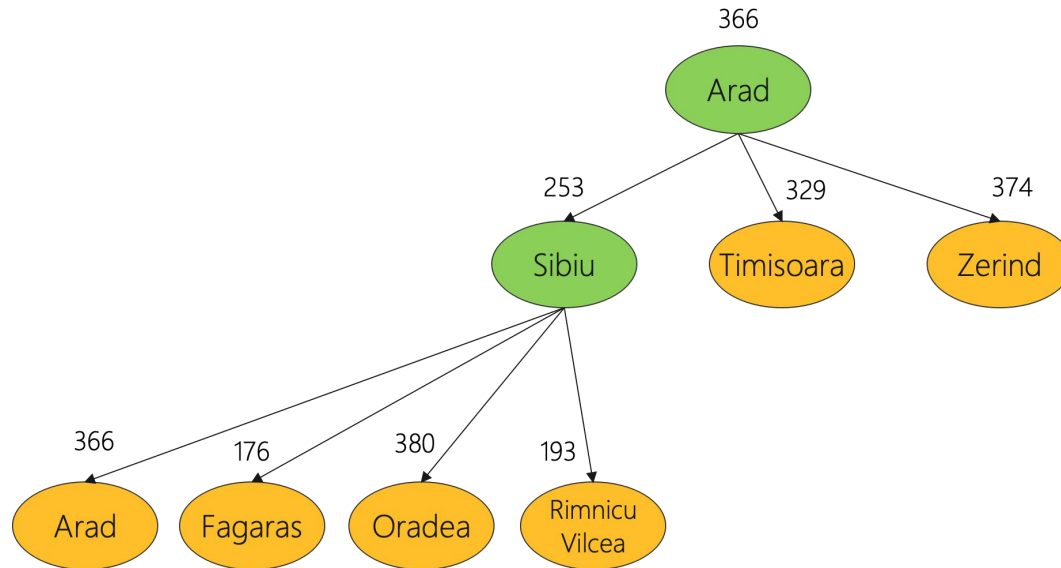 366
Arad
253
329
374
Sibiu
Timisoara
Zerind
366
176
380
193
Arad
Fagaras
Oradea
Rimnicu
Vilcea